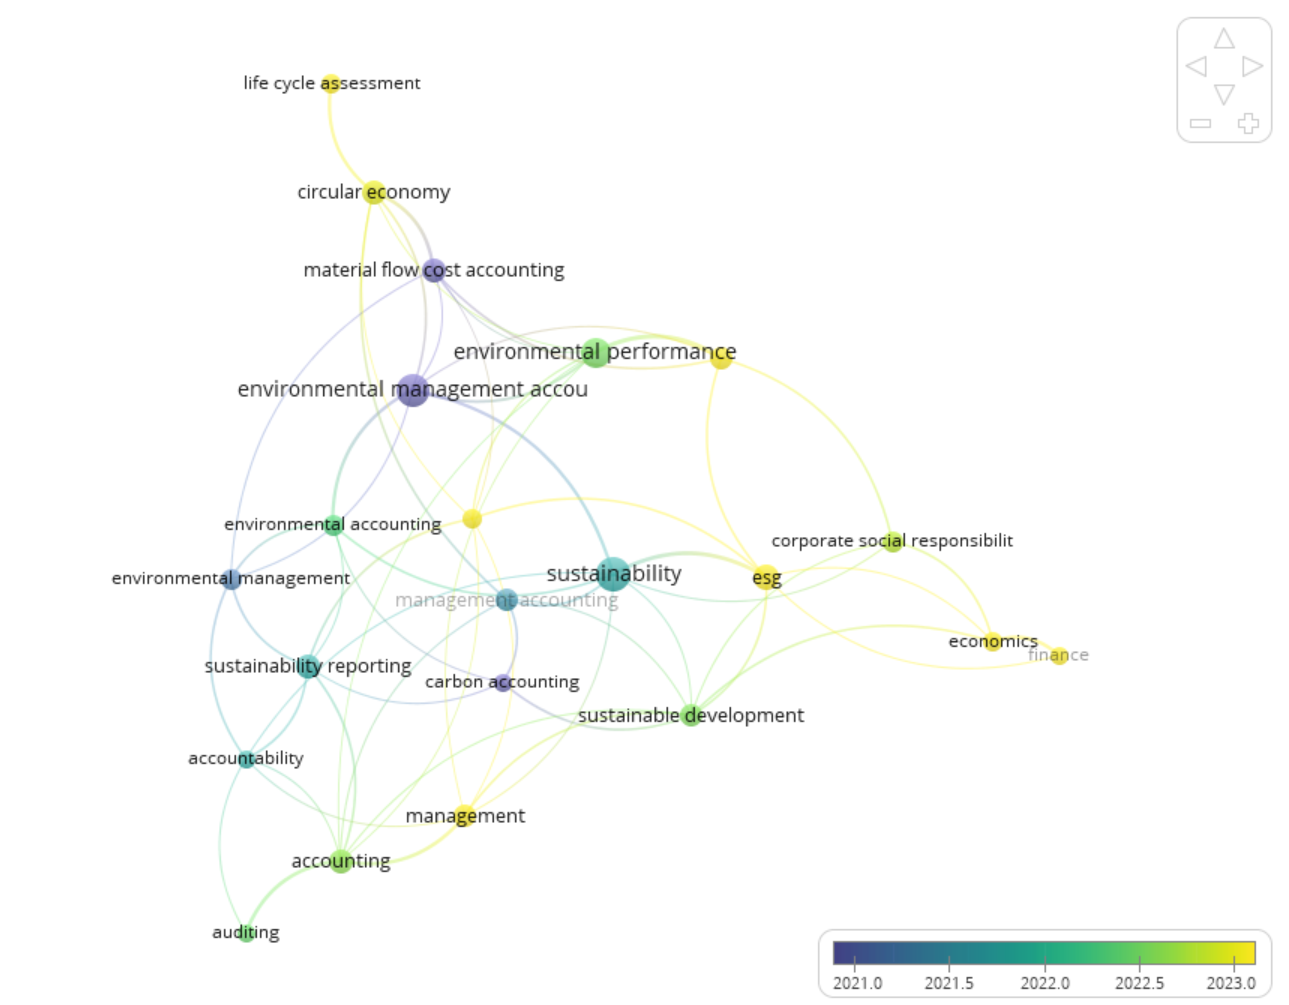 life cycle assessment
circular economy
material flow cost accounting
environmental performance
environmental management accou
environmental accounting
corporate social responsibilit
sustainability
esg
environmental management
management accounting
economics
finance
sustainability reporting
carbon accounting
sustainable development
accountability
management
accounting
auditing
2021.0 2021.5 2022.0 2022.5 2023.0